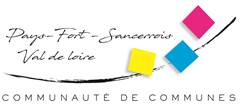 Pays-Fort-Sancerrois
Val de loire
COMMUNAUTÉ DE COMMUNES